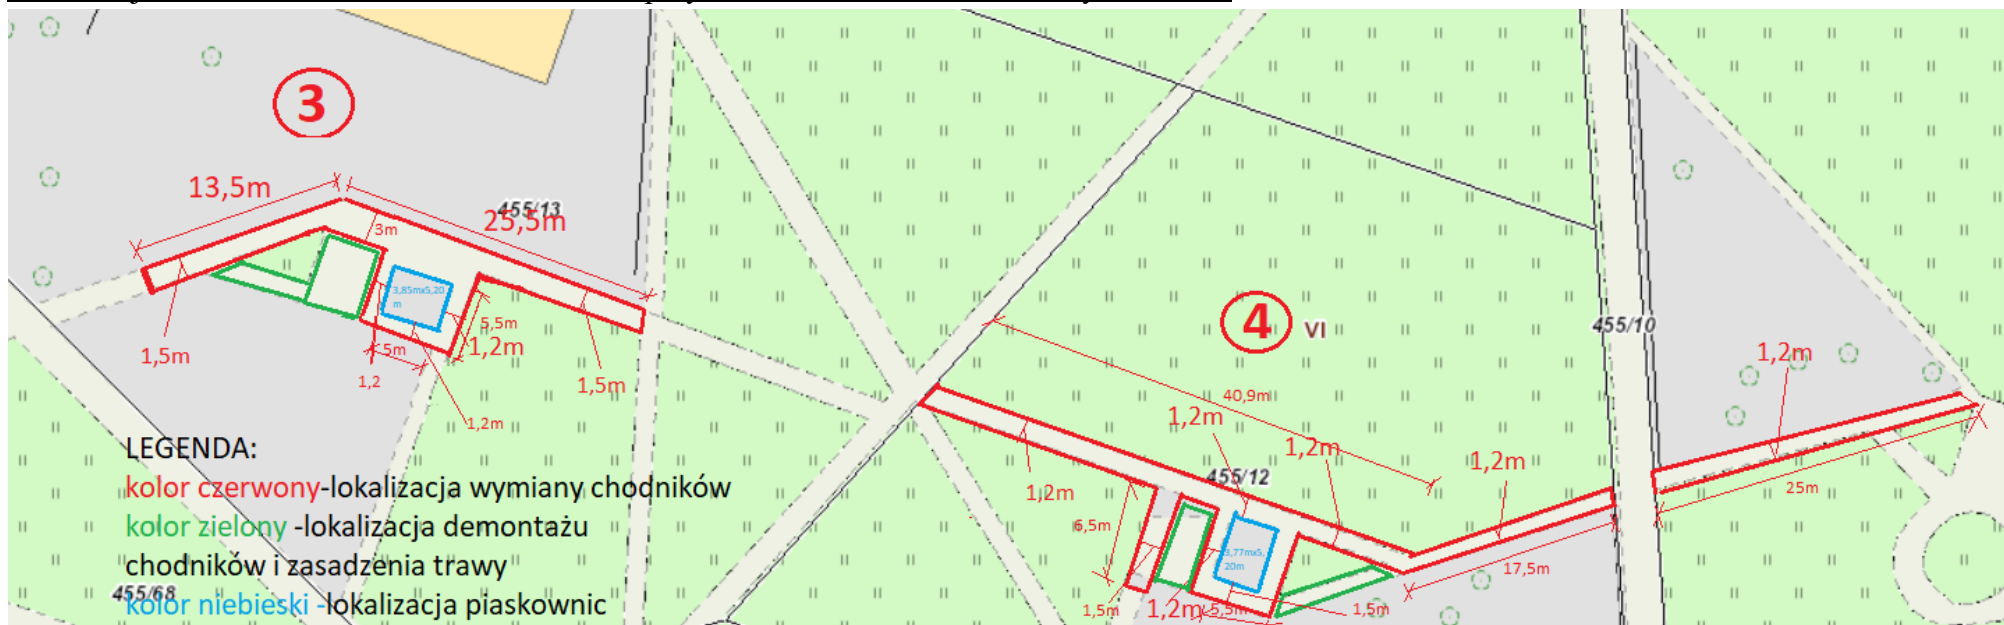 3
13,5m
455/13
25,5m
3m
3,85mx5,20
m
5,5m
1,2m
5m
1,2
1,2m
1,5m
1,5m
4
VI
455/10
1,2m
40,9m
1,2m
1,2m
1,2m
455/12
1,2m
6,5m
25m
3,77mx5,
20m
17,5m
1,5m
1,2m
5,5m
1,5m
LEGENDA:
kolor czerwony-lokalizacja wymiany chodników
kolor zielony -lokalizacja demontażu
chodników i zasadzenia trawy
455/68
kolor niebieski -lokalizacja piaskownic